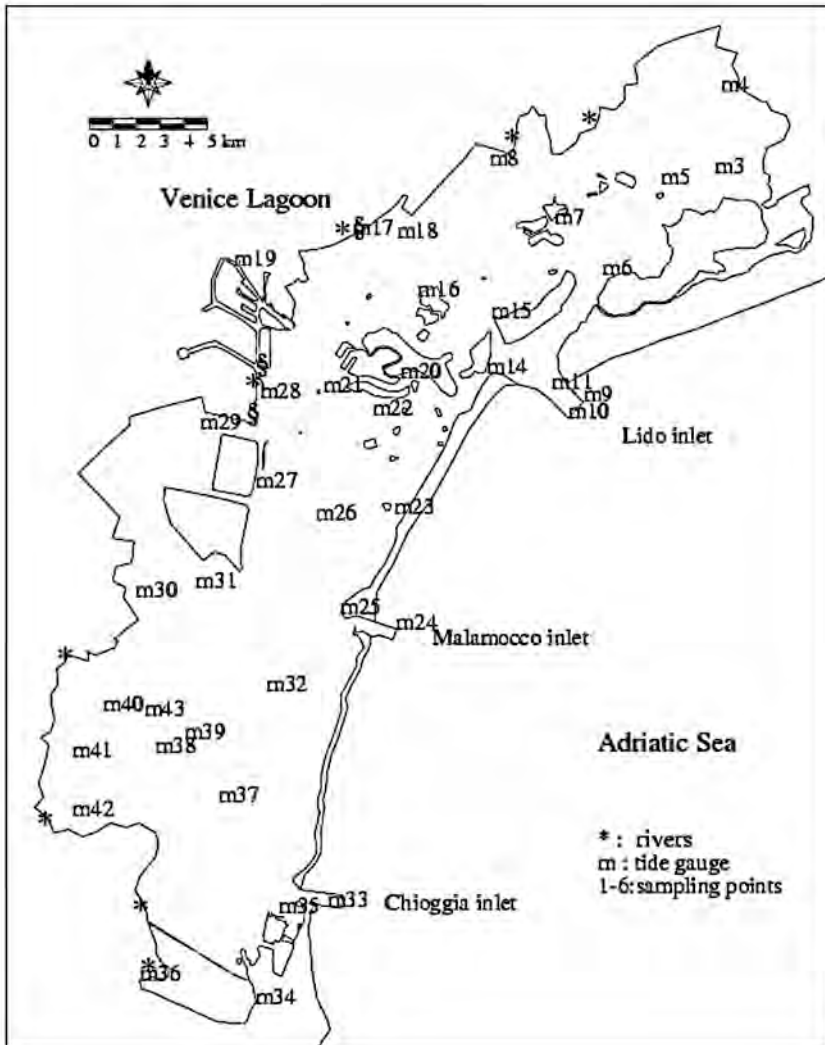 m4
m8
m3
m5
0 1 2 3 4 5 km
Venice Lagoon
m7
m17
m18
m19
m6
m16
m15
m14
m20
m21
m28
m11
m9
m10
m22
m29
Lido inlet
m27
m23
m26
m31
m30
m25
m24
Malamocco inlet
m32
m40
m43
m39
m38
m41
Adriatic Sea
m37
m42
* : rivers
m : tide gauge
1-6: sampling points
m35
m33
Chioggia inlet
m36
m34